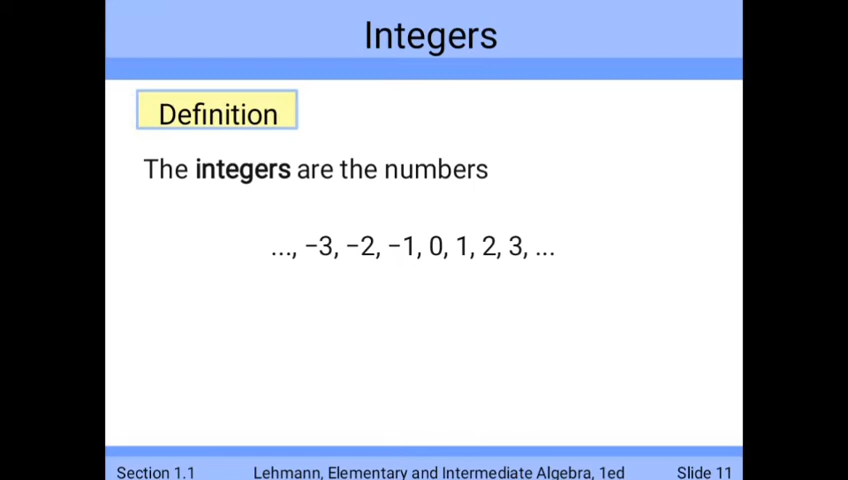 Integers
Definition
The integers are the numbers
..., −3, −2, −1, 0, 1, 2, 3, ...
Section 1.1 Lehmann, Elementary and Intermediate Algebra, 1ed Slide 11